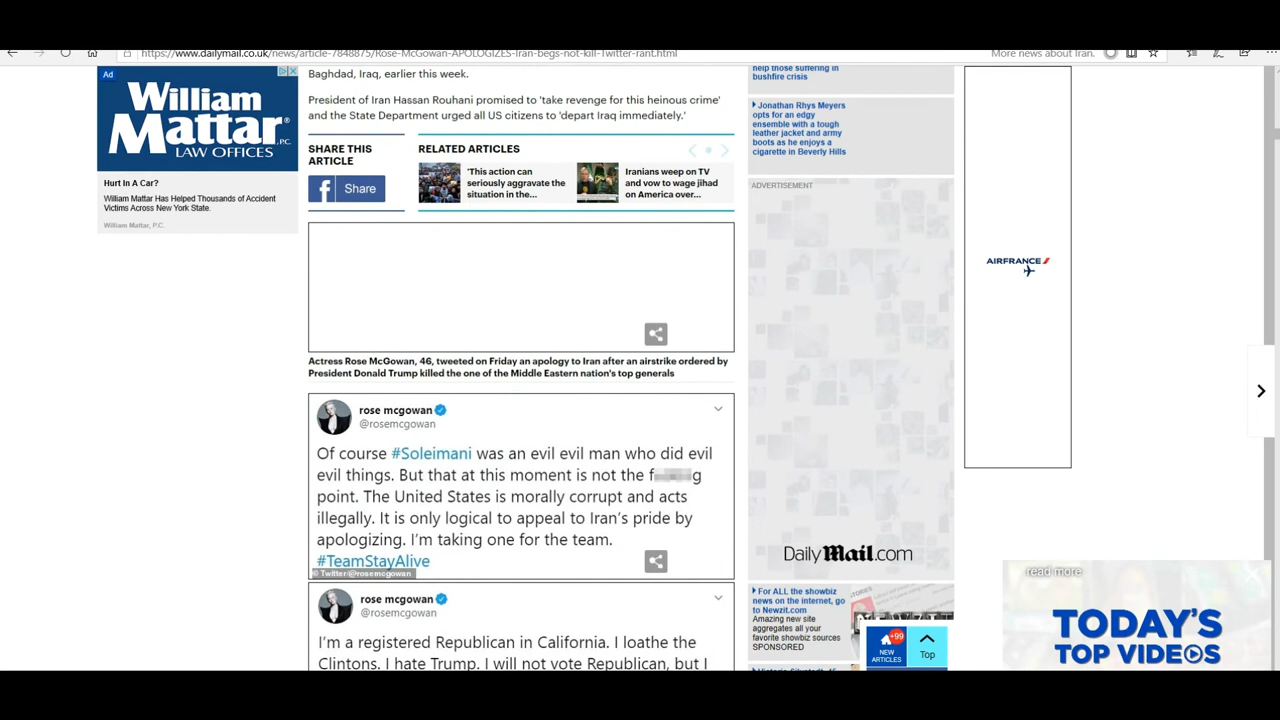 https://www.dailymail.co.uk/news/article-7848875/Rose-McGowan-APOLOGIZES-Iran-begs-not-kill-Twitter-rant.html
More news about Iran.
Ad
William
Mattar P.C.
LAW OFFICES
Hurt In A Car?
William Mattar Has Helped Thousands of Accident
Victims Across New York State.
William Mattar, P.C.
Baghdad, Iraq, earlier this week.
President of Iran Hassan Rouhani promised to 'take revenge for this heinous crime'
and the State Department urged all US citizens to 'depart Iraq immediately.'
SHARE THIS
ARTICLE
Share
RELATED ARTICLES
'This action can
seriously aggravate the
situation in the...
Iranians weep on TV
and vow to wage jihad
on America over...
Actress Rose McGowan, 46, tweeted on Friday an apology to Iran after an airstrike ordered by
President Donald Trump killed the one of the Middle Eastern nation's top generals
rose mcgowan
@rosemcgowan
Of course #Soleimani was an evil evil man who did evil
evil things. But that at this moment is not the f g
point. The United States is morally corrupt and acts
illegally. It is only logical to appeal to Iran's pride by
apologizing. I'm taking one for the team.
#TeamStayAlive
© Twitter/@rosemcgowan
rose mcgowan
@rosemcgowan
I'm a registered Republican in California. I loathe the
Clintons. I hate Trump. I will not vote Republican, but I
help those suffering in
bushfire crisis
Jonathan Rhys Meyers
opts for an edgy
ensemble with a tough
leather jacket and army
boots as he enjoys a
cigarette in Beverly Hills
ADVERTISEMENT
DailyMail.com
For ALL the showbiz
news on the internet, go
to Newzit.com
Amazing new site
aggregates all your
favorite showbiz sources
SPONSORED
+99
NEW
ARTICLES
Top
AIRFRANCE
read more
TODAY'S
TOP VIDEOS